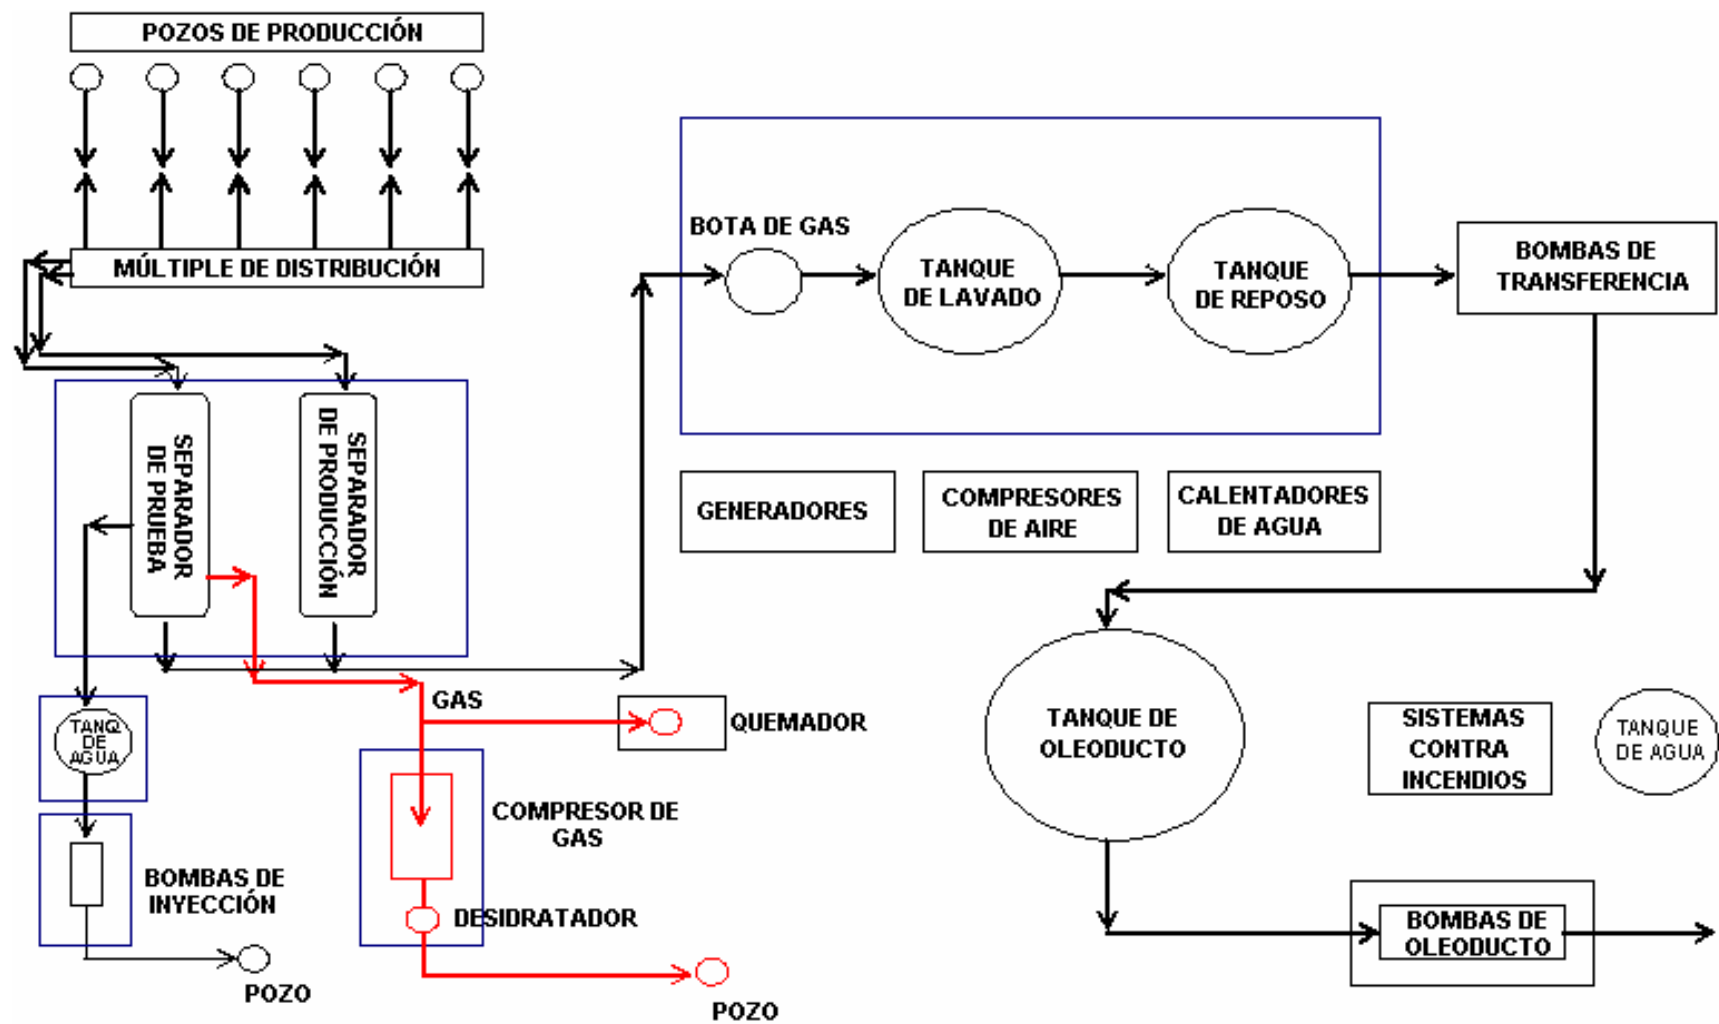 POZOS DE PRODUCCIÓN
MÚLTIPLE DE DISTRIBUCIÓN
BOTA DE GAS
TANQUE
DE LAVADO
TANQUE
DE REPOSO
BOMBAS DE
TRANSFERENCIA
SEPARADOR
DE PRUEBA
SEPARADOR
DE PRODUCCIÓN
GENERADORES
COMPRESORES
DE AIRE
CALENTADORES
DE AGUA
GAS
QUEMADOR
TANQ
DE
AGUA
COMPRESOR DE
GAS
BOMBAS DE
INYECCIÓN
DESIDRATADOR
POZO
POZO
TANQUE DE
OLEODUCTO
SISTEMAS
CONTRA
INCENDIOS
TANQUE
DE AGUA
BOMBAS DE
OLEODUCTO